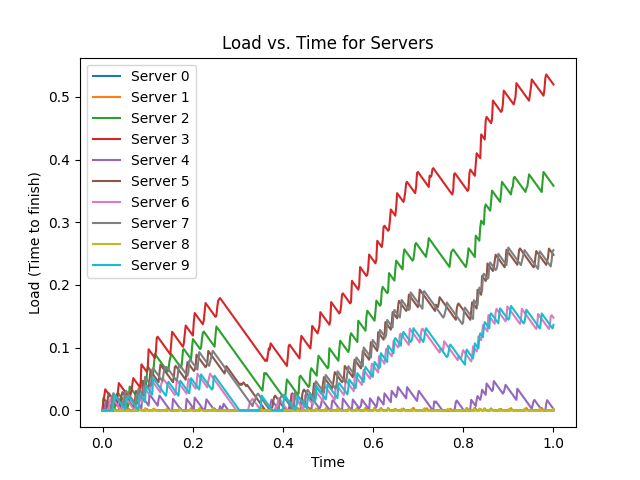 Load vs. Time for Servers
Load (Time to finish)
0.5
0.4
0.3
0.2
0.1
0.0
Server 0
Server 1
Server 2
Server 3
Server 4
Server 5
Server 6
Server 7
Server 8
Server 9
0.0 0.2 0.4 0.6 0.8 1.0
Time